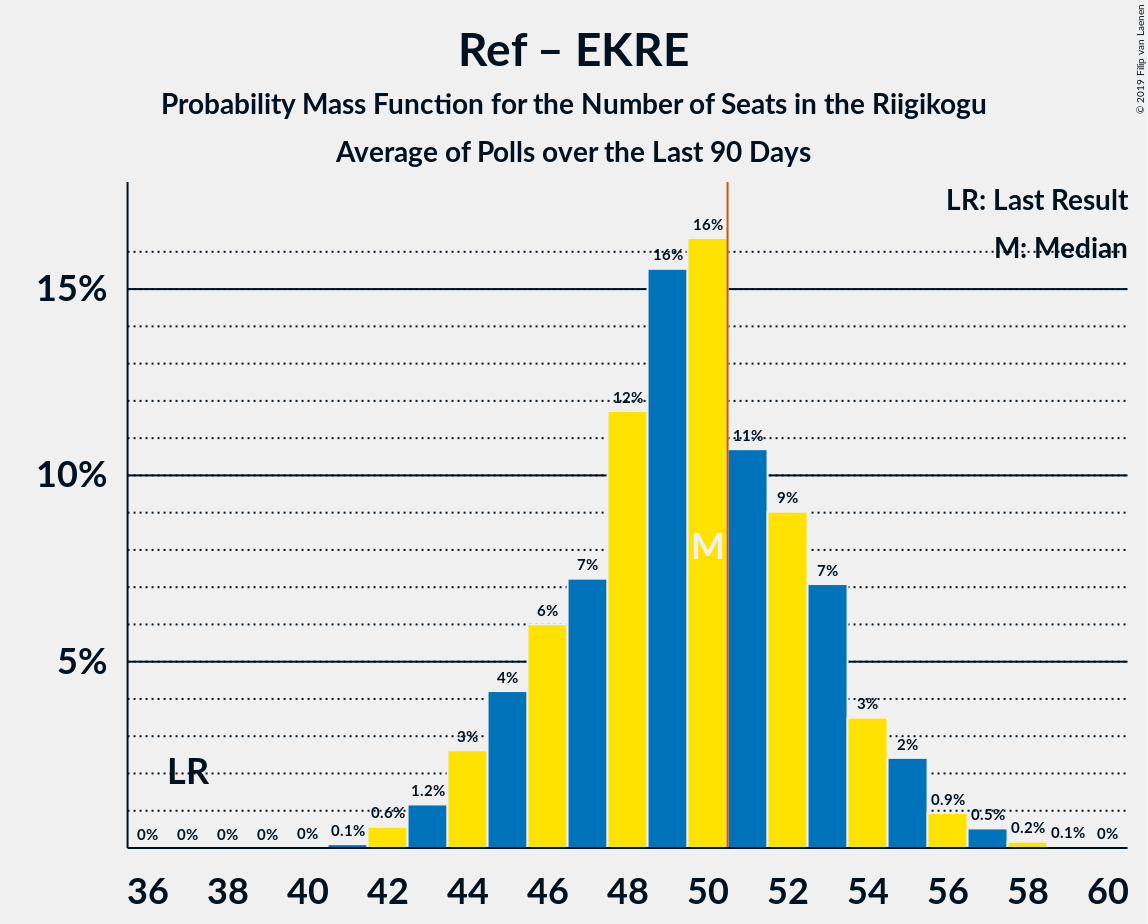 Ref – EKRE
Probability Mass Function for the Number of Seats in the Riigikogu
Average of Polls over the Last 90 Days
© 2019 Filip van Laenen
LR: Last Result
M: Median
15%
10%
5%
0% 0% 0% 0% 0% 0.1% 0.6% 1.2% 3% 4% 6% 7% 12% 16% 16% 11% 9% 7% 3% 2% 0.9% 0.5% 0.2% 0.1% 0%
LR
M
36 38 40 42 44 46 48 50 52 54 56 58 60